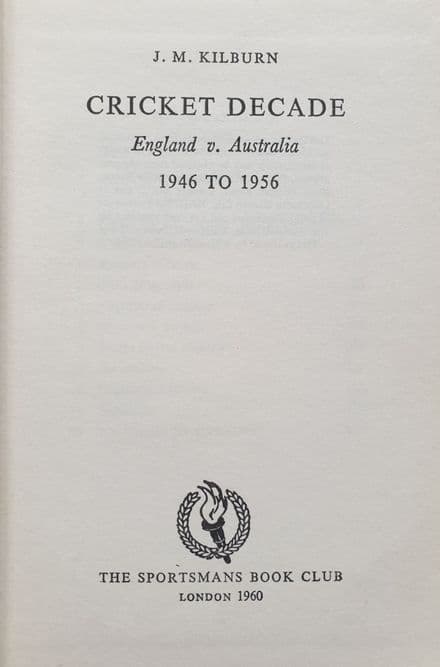 J. M. KILBURN
CRICKET DECADE
England v. Australia
1946 TO 1956
THE SPORTSMANS BOOK CLUB
LONDON 1960